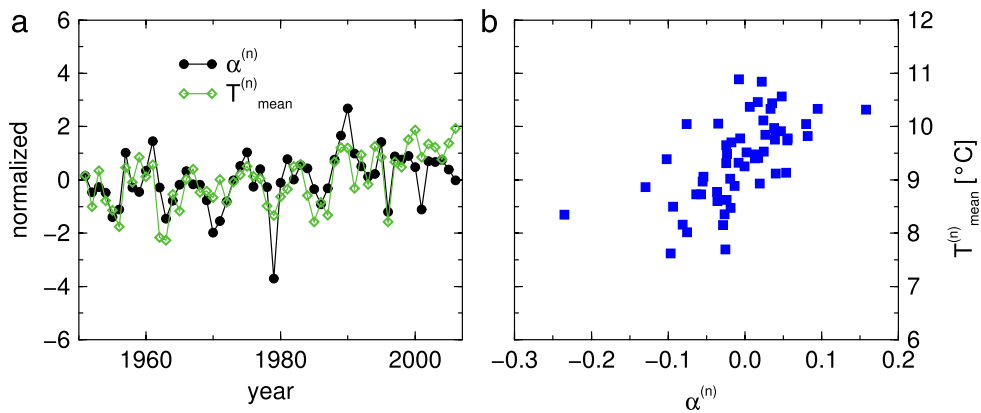 a
6
4
2
0
−2
−4
−6
normalized
1960
1980
2000
year
α(n)
T(n)mean
b
12
11
10
9
8
7
6
T(n)mean [°C]
−0.3
−0.2
−0.1
0.0
0.1
0.2
α(n)